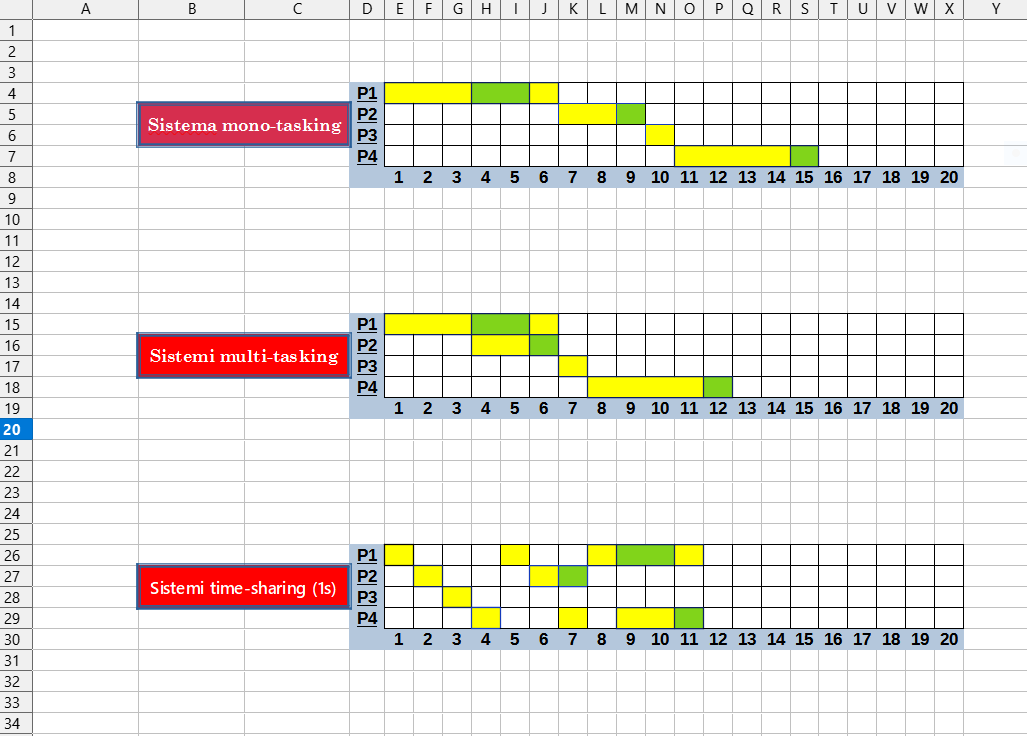 A B C D E F G H I J K L M N O P Q R S T U V W X Y
1
2
3
4 P1
5 P2
Sistema mono-tasking
6 P3
7 P4
8 1 2 3 4 5 6 7 8 9 10 11 12 13 14 15 16 17 18 19 20
9
10
11
12
13
14
15 P1
16 P2
Sistemi multi-tasking
17 P3
18 P4
19 1 2 3 4 5 6 7 8 9 10 11 12 13 14 15 16 17 18 19 20
20
21
22
23
24
25
26 P1
27 P2
Sistemi time-sharing (1s)
28 P3
29 P4
30 1 2 3 4 5 6 7 8 9 10 11 12 13 14 15 16 17 18 19 20
31
32
33
34